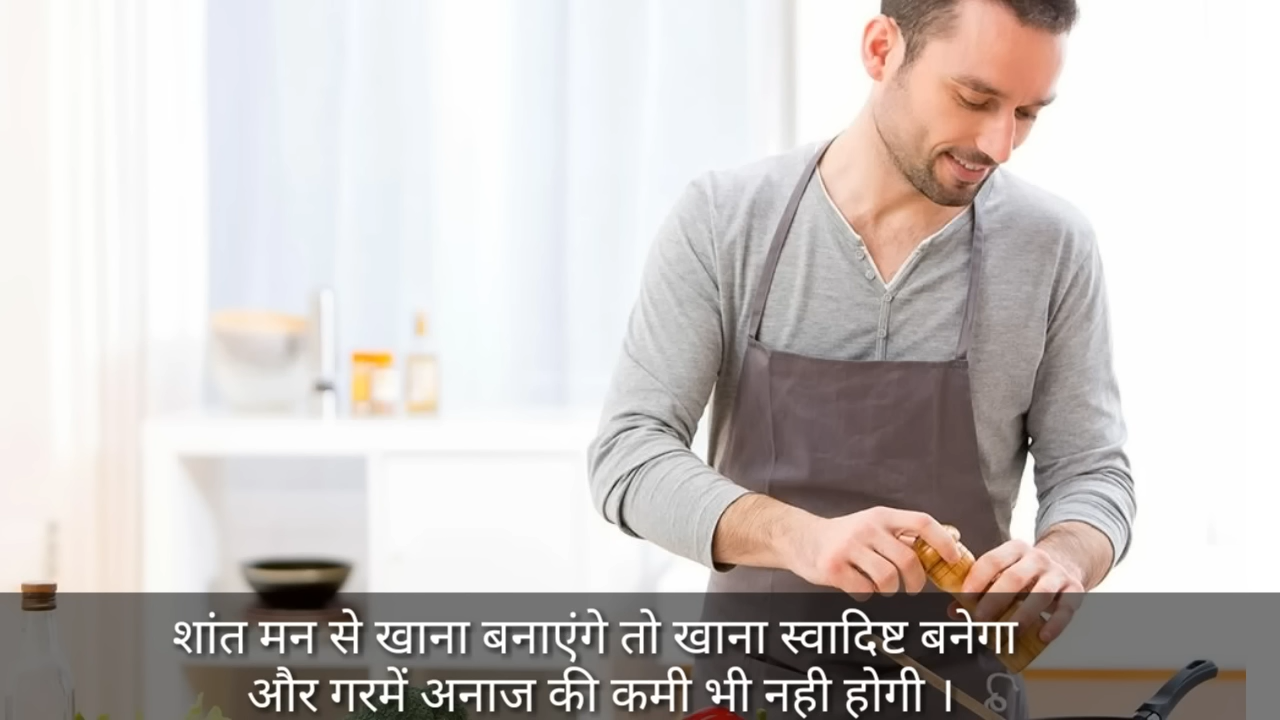 शांत मन से खाना बनाएंगे तो खाना स्वादिष्ट बनेगा
और गरमें अनाज की कमी भी नही होगी ।